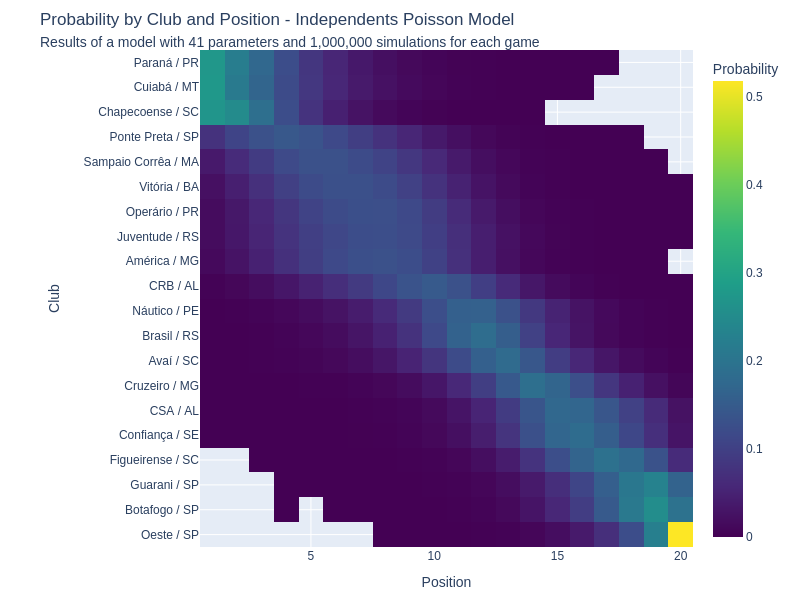 Probability by Club and Position - Independents Poisson Model
Results of a model with 41 parameters and 1,000,000 simulations for each game
Probability
Paraná / PR
Cuiabá / MT
Chapecoense / SC
Ponte Preta / SP
Sampaio Corrêa / MA
Vitória / BA
Operário / PR
Juventude / RS
América / MG
CRB / AL
Náutico / PE
Brasil / RS
Avaí / SC
Cruzeiro / MG
CSA / AL
Confiança / SE
Figueirense / SC
Guarani / SP
Botafogo / SP
Oeste / SP
Club
0.5
0.4
0.3
0.2
0.1
0
5
10
15
20
Position